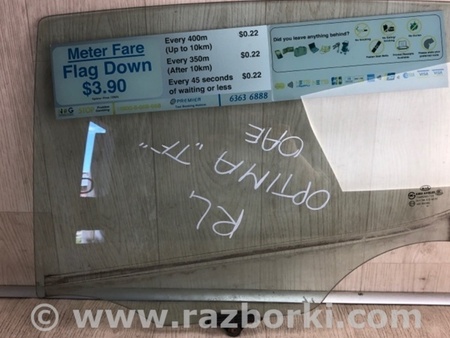 Meter Fare
Flag Down
$3.90
Every 400m
(Up to 10km)
$0.22
Every 350m
(After 10km)
$0.22
Every 45 seconds
of waiting or less
$0.22
PREMIER
6363 6888
Did you leave anything behind?
RL
OPTIMA "TF"
OAE
www.razborki.com